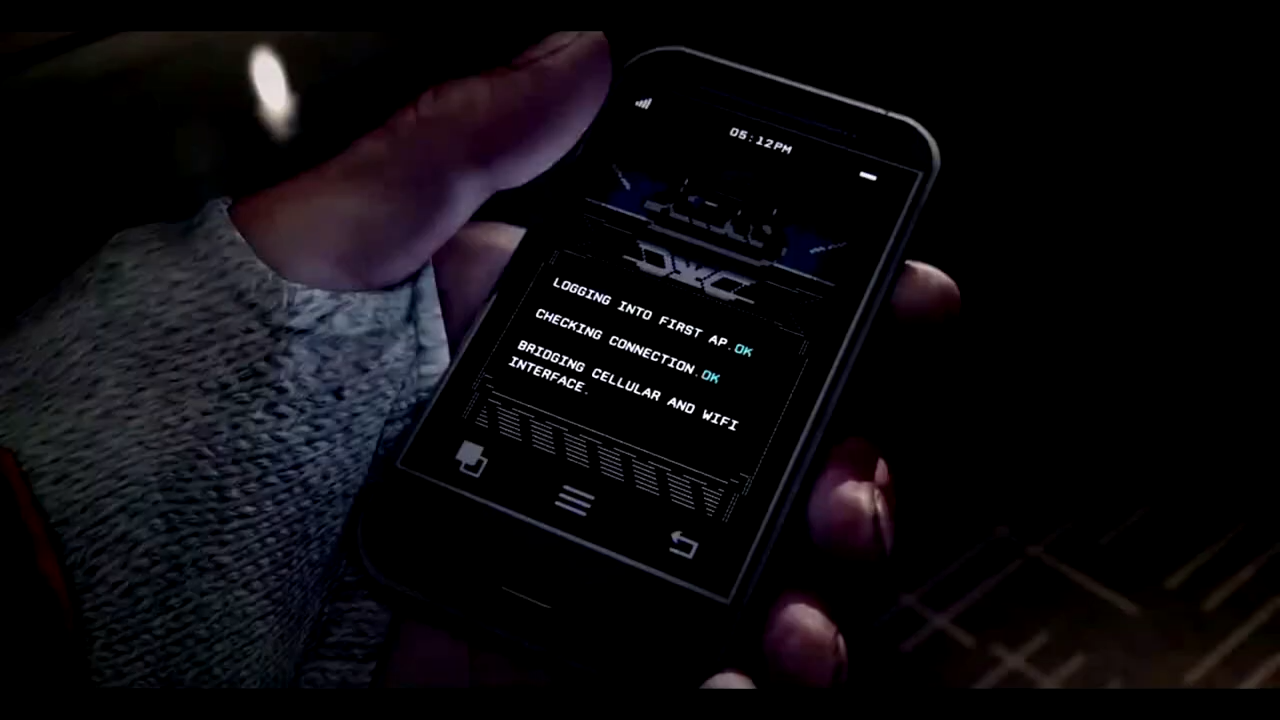 05:12PM
LOGGING INTO FIRST AP.OK
CHECKING CONNECTION.OK
BRIDGING CELLULAR AND WIFI
INTERFACE.